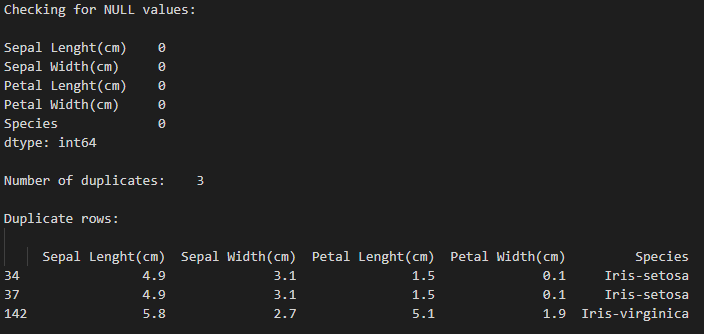 Checking for NULL values:
Sepal Lenght(cm)    0
Sepal Width(cm)     0
Petal Lenght(cm)    0
Petal Width(cm)     0
Species             0
dtype: int64
Number of duplicates:    3
Duplicate rows:
     Sepal Lenght(cm)  Sepal Width(cm)  Petal Lenght(cm)  Petal Width(cm)         Species
34                4.9              3.1               1.5              0.1     Iris-setosa
37                4.9              3.1               1.5              0.1     Iris-setosa
142               5.8              2.7               5.1              1.9  Iris-virginica